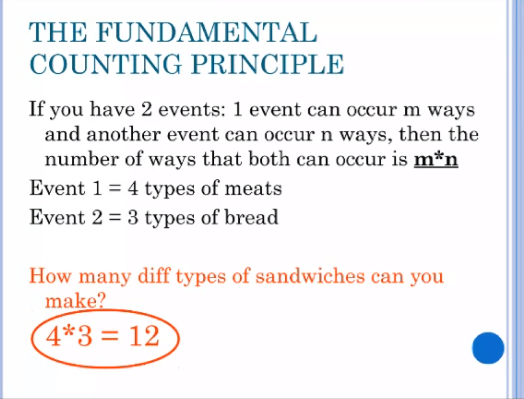 THE FUNDAMENTAL
COUNTING PRINCIPLE
If you have 2 events: 1 event can occur m ways
and another event can occur n ways, then the
number of ways that both can occur is m*n
Event 1 = 4 types of meats
Event 2 = 3 types of bread
How many diff types of sandwiches can you
make?
4*3 = 12